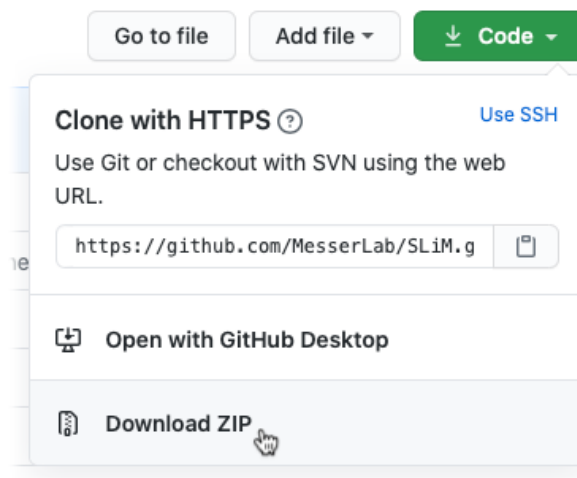 Go to file
Add file
Code
Clone with HTTPS
Use SSH
Use Git or checkout with SVN using the web
URL.
https://github.com/MesserLab/SLiM.g
Open with GitHub Desktop
Download ZIP